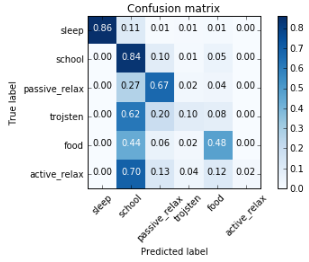 Confusion matrix
sleep 0.86 0.11 0.01 0.01 0.01 0.00
school 0.00 0.84 0.10 0.01 0.05 0.00
passive_relax 0.00 0.27 0.67 0.02 0.04 0.00
trojsten 0.00 0.62 0.20 0.10 0.08 0.00
food 0.00 0.44 0.06 0.02 0.48 0.00
active_relax 0.00 0.70 0.13 0.04 0.12 0.02
True label
sleep
school
passive_relax
trojsten
food
active_relax
Predicted label
0.8
0.7
0.6
0.5
0.4
0.3
0.2
0.1
0.0